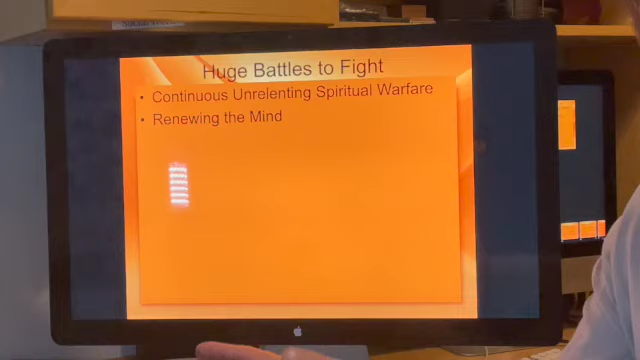 Huge Battles to Fight
• Continuous Unrelenting Spiritual Warfare
• Renewing the Mind